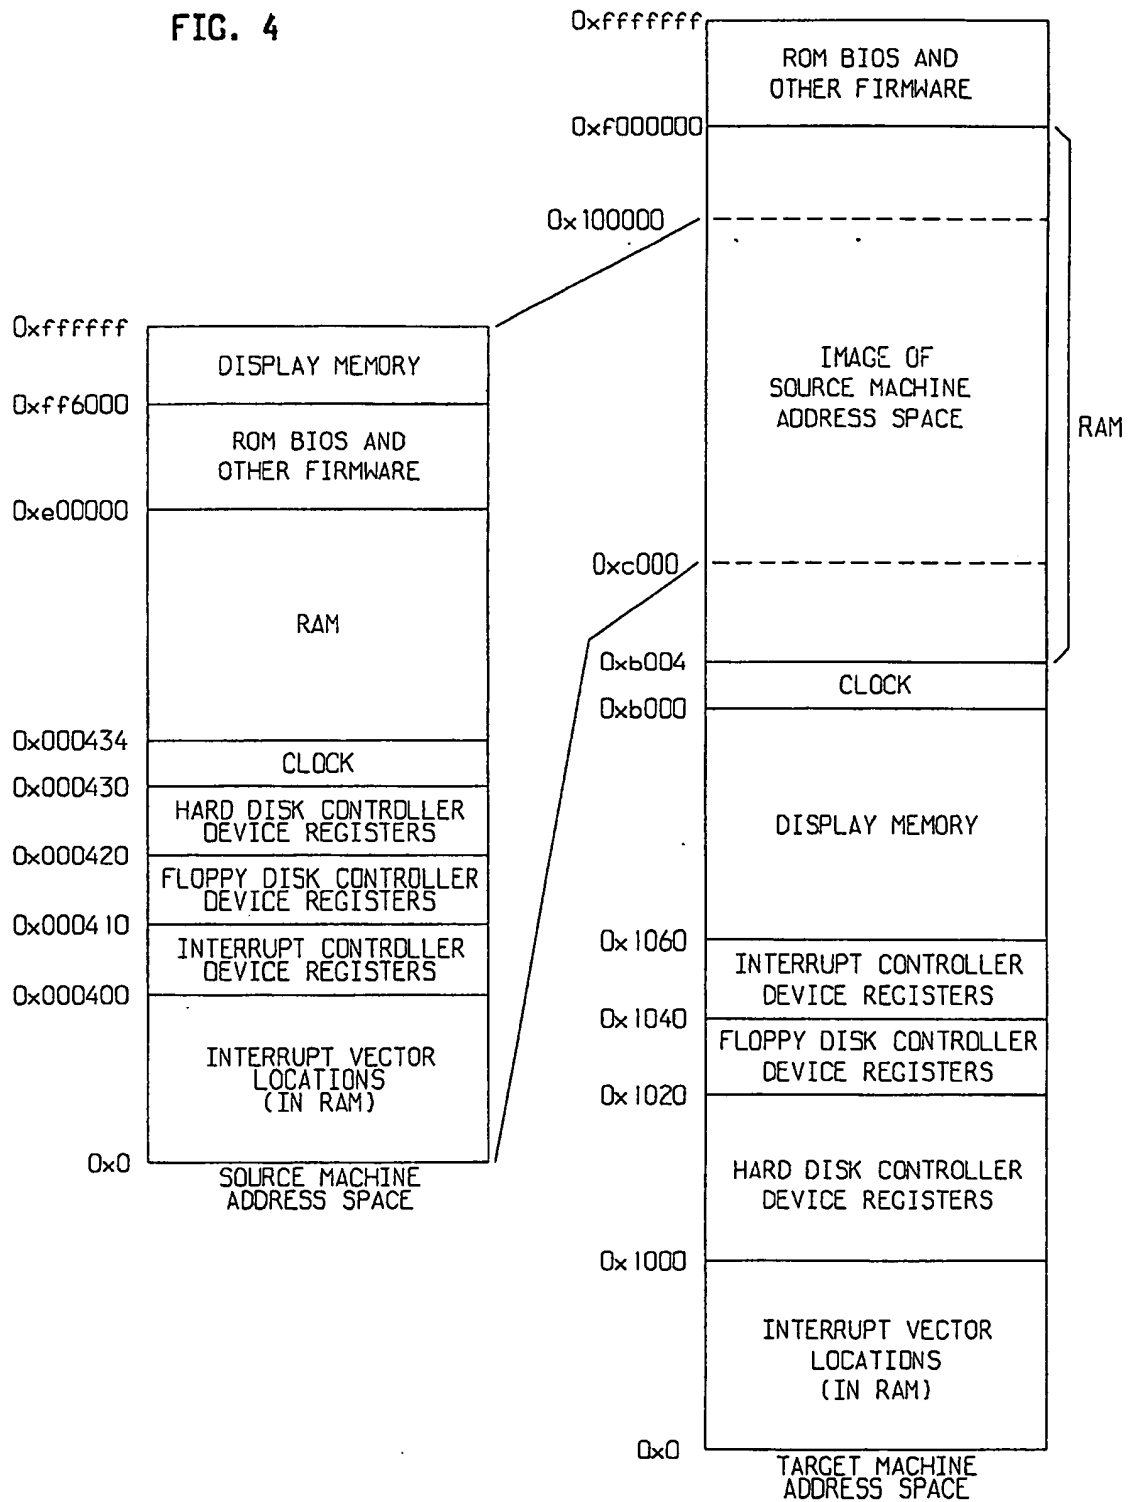 FIG. 4
0xffffff
DISPLAY MEMORY
0xff6000
ROM BIOS AND
OTHER FIRMWARE
0xe00000
RAM
0x000434
CLOCK
0x000430
HARD DISK CONTROLLER
DEVICE REGISTERS
0x000420
FLOPPY DISK CONTROLLER
DEVICE REGISTERS
0x000410
INTERRUPT CONTROLLER
DEVICE REGISTERS
0x000400
INTERRUPT VECTOR
LOCATIONS
(IN RAM)
0x0
SOURCE MACHINE
ADDRESS SPACE
0xfffffff
ROM BIOS AND
OTHER FIRMWARE
0xf000000
0x100000
IMAGE OF
SOURCE MACHINE
ADDRESS SPACE
RAM
0xc000
0xb004
CLOCK
0xb000
DISPLAY MEMORY
0x1060
INTERRUPT CONTROLLER
DEVICE REGISTERS
0x1040
FLOPPY DISK CONTROLLER
DEVICE REGISTERS
0x1020
HARD DISK CONTROLLER
DEVICE REGISTERS
0x1000
INTERRUPT VECTOR
LOCATIONS
(IN RAM)
0x0
TARGET MACHINE
ADDRESS SPACE